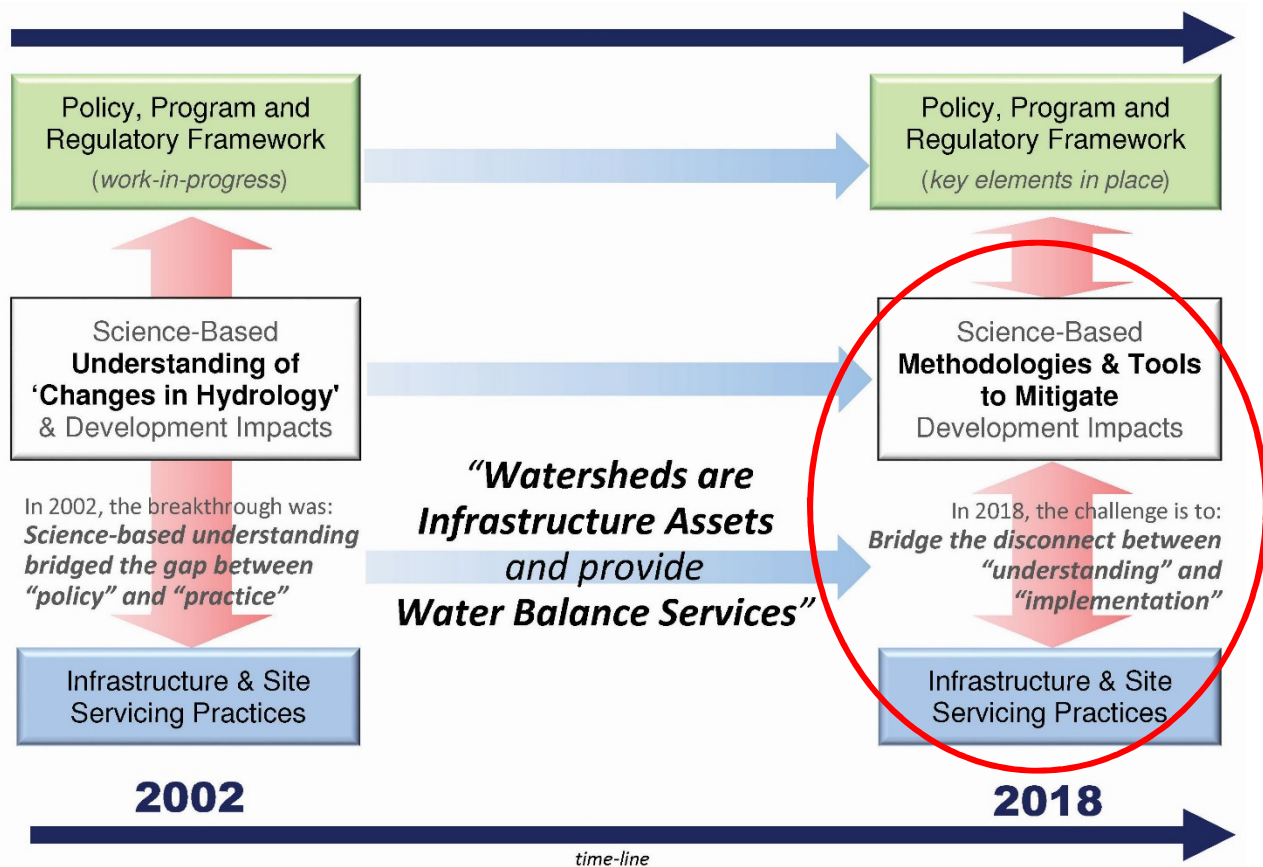 Policy, Program and
Regulatory Framework
(work-in-progress)
Policy, Program and
Regulatory Framework
(key elements in place)
Science-Based
Understanding of
‘Changes in Hydrology'
& Development Impacts
Science-Based
Methodologies & Tools
to Mitigate
Development Impacts
In 2002, the breakthrough was:
Science-based understanding
bridged the gap between
“policy” and “practice”
“Watersheds are
Infrastructure Assets
and provide
Water Balance Services”
In 2018, the challenge is to:
Bridge the disconnect between
“understanding” and
“implementation”
Infrastructure & Site
Servicing Practices
Infrastructure & Site
Servicing Practices
2002
2018
time-line